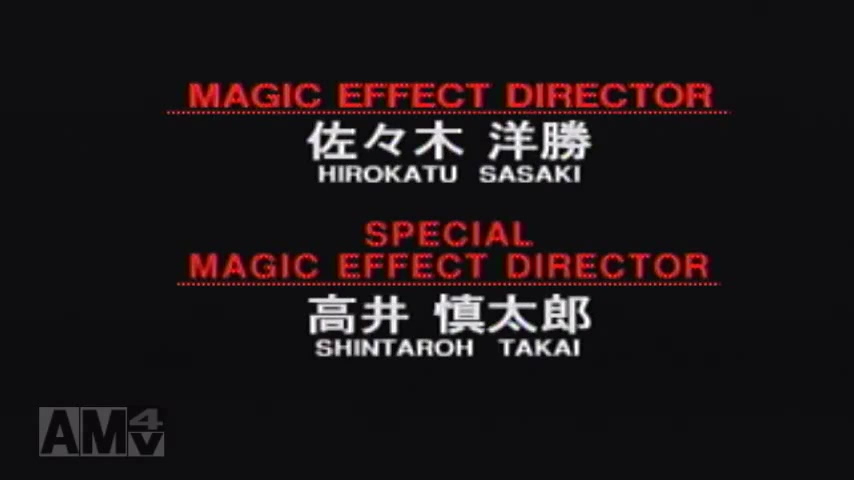 MAGIC EFFECT DIRECTOR
佐々木 洋勝
HIROKATU SASAKI
SPECIAL
MAGIC EFFECT DIRECTOR
高井 慎太郎
SHINTAROH TAKAI
AM4V